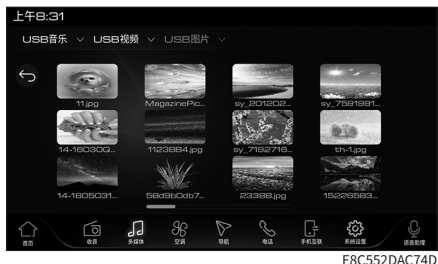 上午8:31
USB音乐 USB视频 USB图片
11.jpg MagazinePic... sy_201202... sy_7591991...
14-16030Q... 1123884.jpg sy_7192716... th-1.jpg
14-1605031... 58d9b0db7... 23388.jpg 15226583...
首页 收音 多媒体 空调 导航 电话 手机互联 系统设置 语音助理
E8C552DAC74D